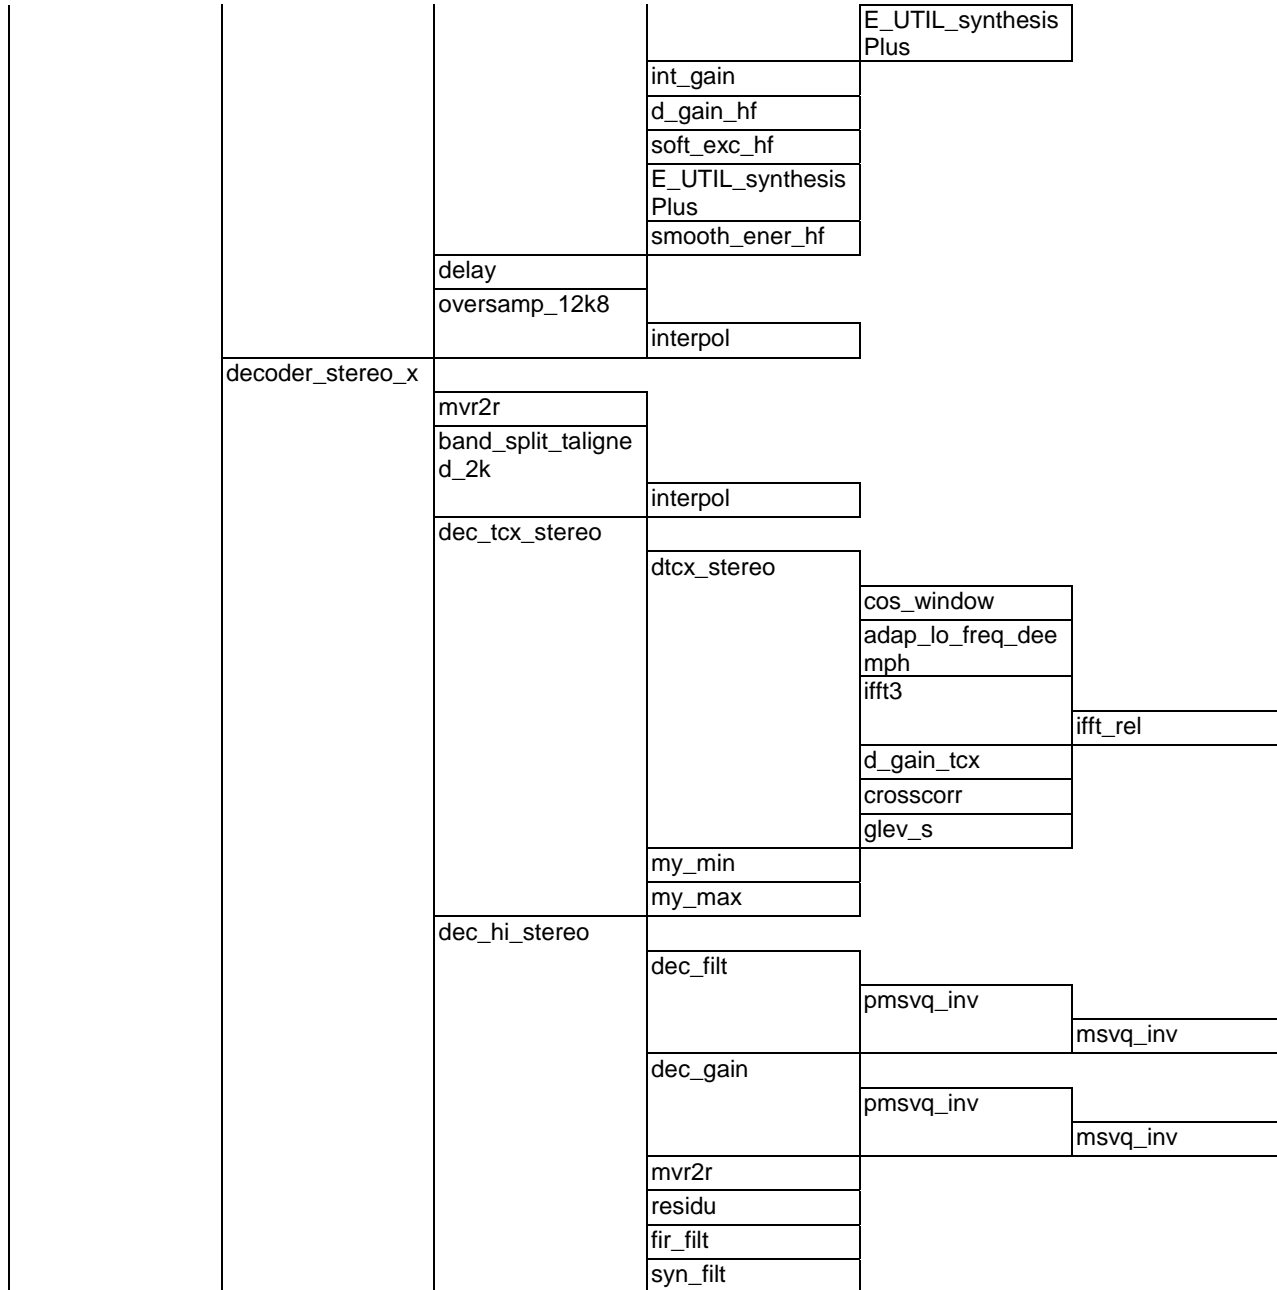 E_UTIL_synthesis
Plus
int_gain
d_gain_hf
soft_exc_hf
E_UTIL_synthesis
Plus
smooth_ener_hf
delay
oversamp_12k8
interpol
decoder_stereo_x
mvr2r
band_split_taligne
d_2k
interpol
dec_tcx_stereo
dtcx_stereo
cos_window
adap_lo_freq_dee
mph
ifft3
ifft_rel
d_gain_tcx
crosscorr
glev_s
my_min
my_max
dec_hi_stereo
dec_filt
pmsvq_inv
msvq_inv
dec_gain
pmsvq_inv
msvq_inv
mvr2r
residu
fir_filt
syn_filt